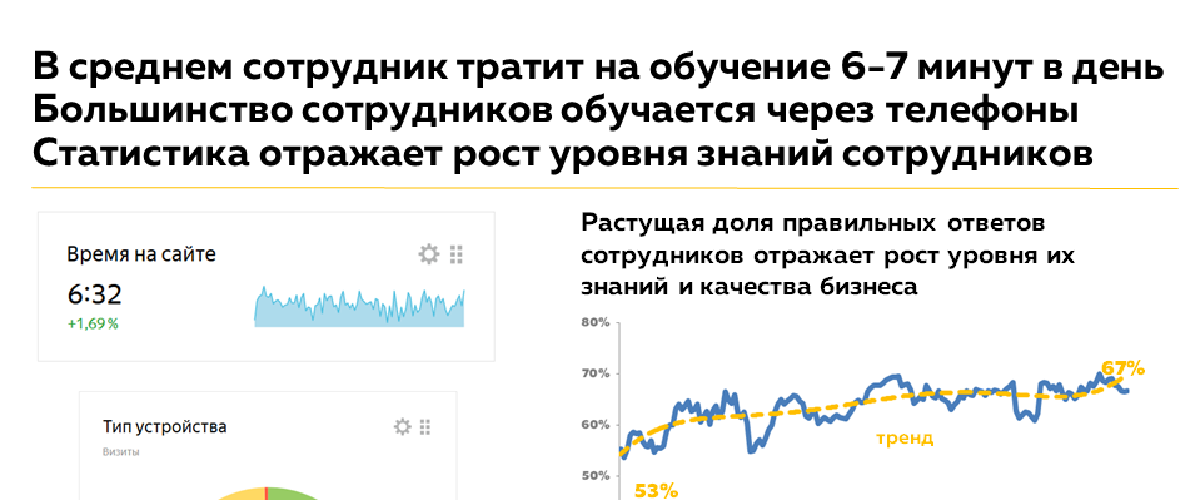 В среднем сотрудник тратит на обучение 6–7 минут в день
Большинство сотрудников обучается через телефоны
Статистика отражает рост уровня знаний сотрудников
Время на сайте
6:32
+1,69 %
Тип устройства
Визиты
Растущая доля правильных ответов
сотрудников отражает рост уровня их
знаний и качества бизнеса
80%
70%
60%
50%
67%
тренд
53%